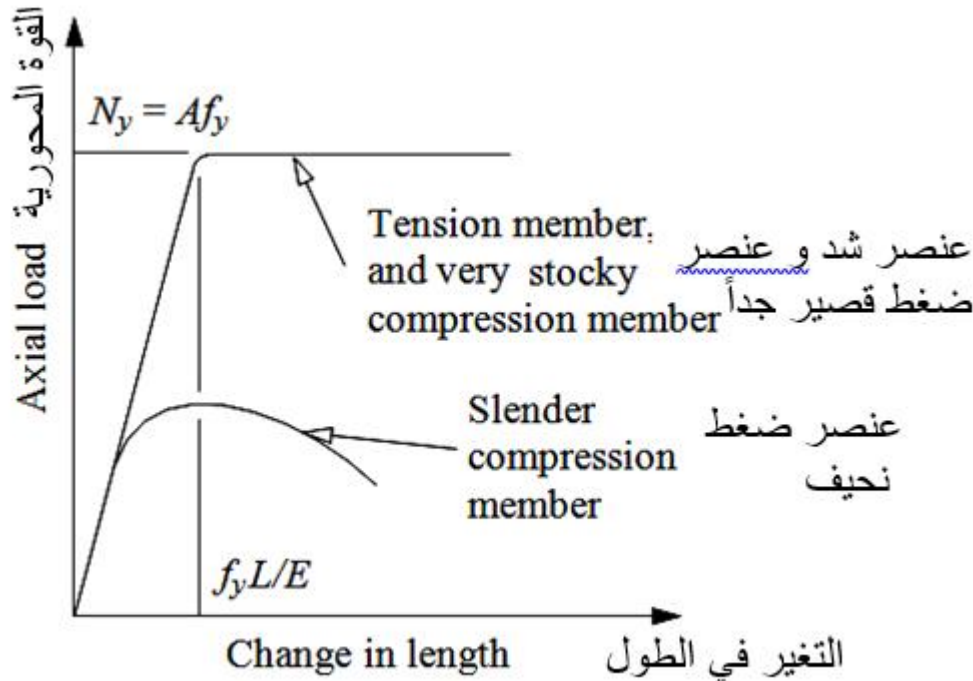 القوة المحورية
Axial load
N_y = Af_y
Tension member,
and very stocky
compression member
عنصر شد و عنصر
ضغط قصير جداً
Slender
compression
member
عنصر ضغط
نحيف
f_yL/E
Change in length
التغير في الطول